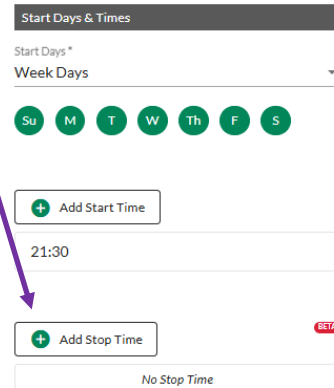 Start Days & Times
Start Days *
Week Days
Su M T W Th F S
Add Start Time
21:30
BETA
Add Stop Time
No Stop Time